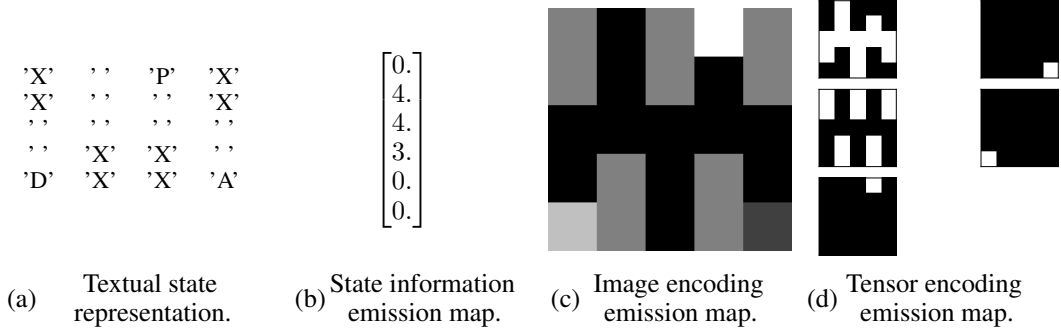 'X' ' ' 'P' 'X'
'X' ' ' ' ' 'X'
' ' ' ' ' ' ' '
' ' 'X' 'X' ' '
'D' 'X' 'X' 'A'
0.
4.
4.
3.
0.
0.
(a) Textual state
representation.
(b) State information
emission map.
(c) Image encoding
emission map.
(d) Tensor encoding
emission map.